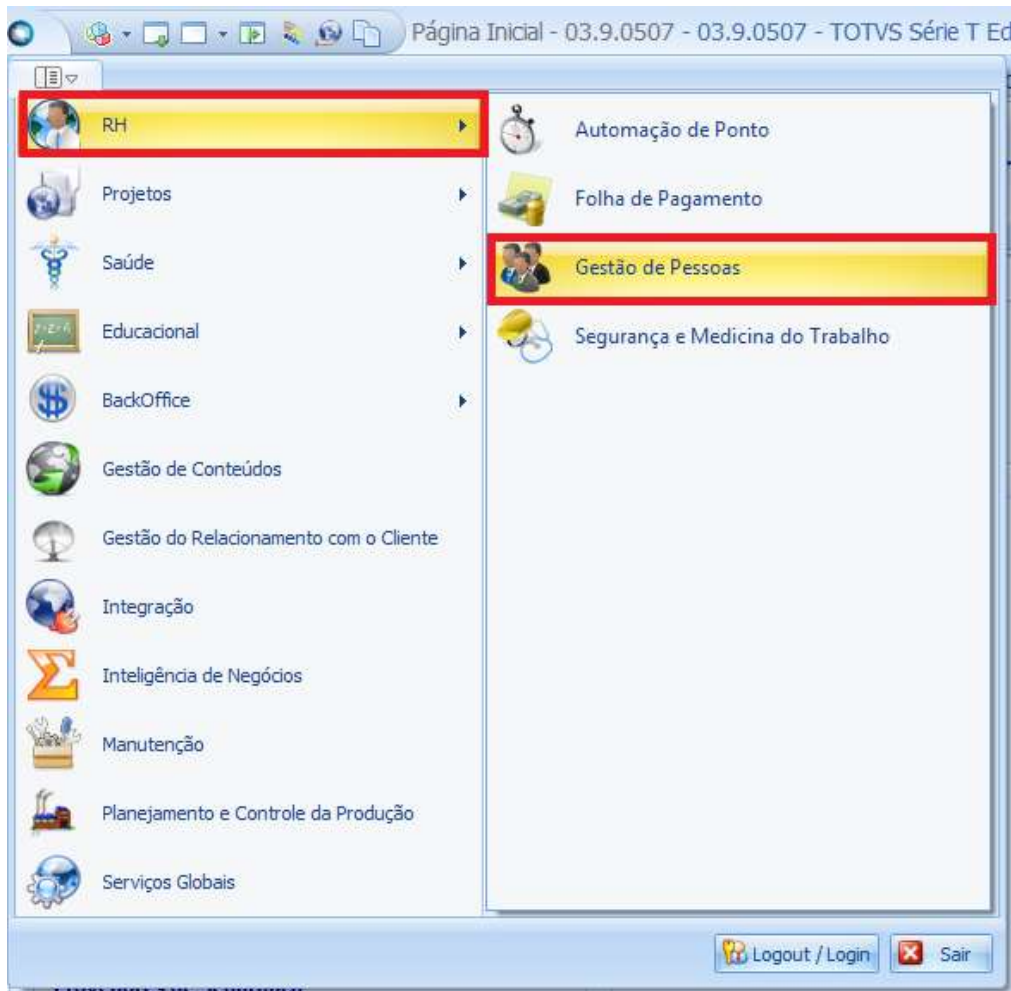 Página Inicial - 03.9.0507 - 03.9.0507 - TOTVS Série T Ed
RH
Projetos
Saúde
Educacional
BackOffice
Gestão de Conteúdos
Gestão do Relacionamento com o Cliente
Integração
Inteligência de Negócios
Manutenção
Planejamento e Controle da Produção
Serviços Globais
Automação de Ponto
Folha de Pagamento
Gestão de Pessoas
Segurança e Medicina do Trabalho
Logout / Login
Sair